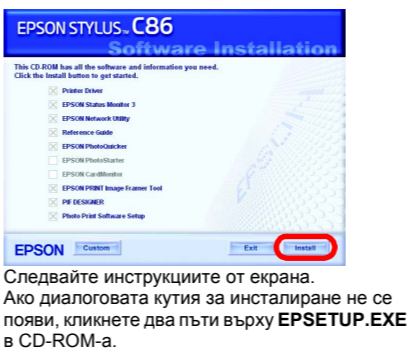 EPSON STYLUS™ C86
Software Installation
This CD-ROM has all the software and information you need.
Click the Install button to get started.
Printer Driver
EPSON Status Monitor 3
EPSON Network Utility
Reference Guide
EPSON PhotoQuicker
EPSON PhotoStarter
EPSON CardMonitor
EPSON PRINT Image Framer Tool
PIF DESIGNER
Photo Print Software Setup
EPSON Custom Exit Install
Следвайте инструкциите от екрана.
Ако диалоговата кутия за инсталиране не се
появи, кликнете два пъти върху EPSETUP.EXE
в CD-ROM-а.